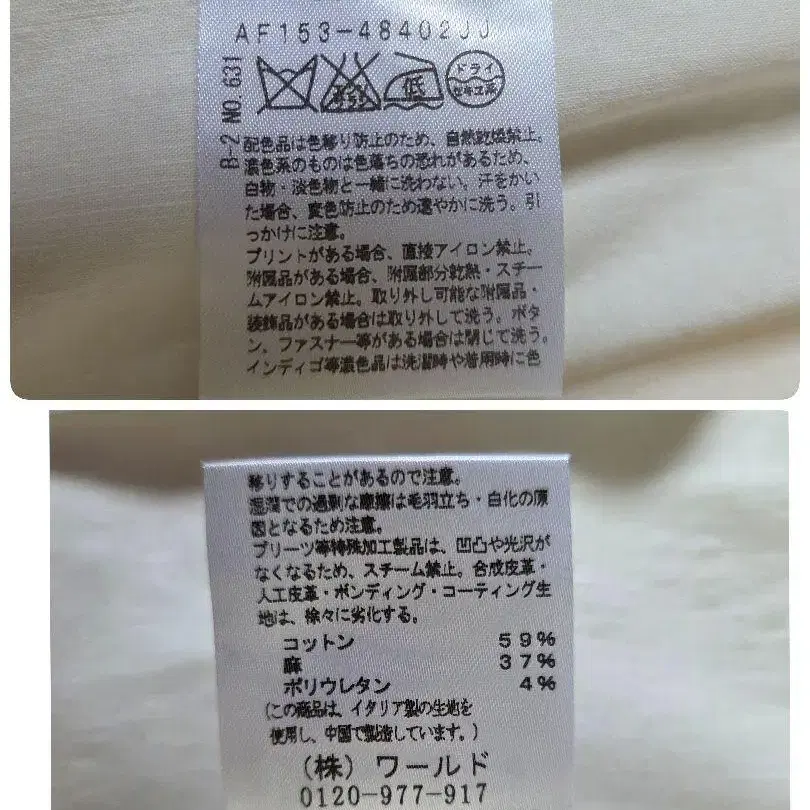 AF153-48402JJ
B-2 NO.631
エンソ サラシ
低
ドライ
セキユ系
配色品は色移り防止のため、自然乾燥禁止。
濃色系のものは色落ちの恐れがあるため、
白物・淡色物と一緒に洗わない。汗をかい
た場合、変色防止のため速やかに洗う。引
っかけに注意。
プリントがある場合、直接アイロン禁止。
附属品がある場合、附属部分乾熱・スチー
ムアイロン禁止。取り外し可能な附属品・
装飾品がある場合は取り外して洗う。ボタ
ン、ファスナー等がある場合は閉じて洗う。
インディゴ等濃色品は洗濯時や着用時に色
移りすることがあるので注意。
湿潤での過剰な摩擦は毛羽立ち・白化の原
因となるため注意。
プリーツ等特殊加工製品は、凹凸や光沢が
なくなるため、スチーム禁止。合成皮革・
人工皮革・ボンディング・コーティング生
地は、徐々に劣化する。
コットン 59%
麻 37%
ポリウレタン 4%
(この商品は、イタリア製の生地を
使用し、中国で製造しています。)
(株)ワールド
0120-977-917